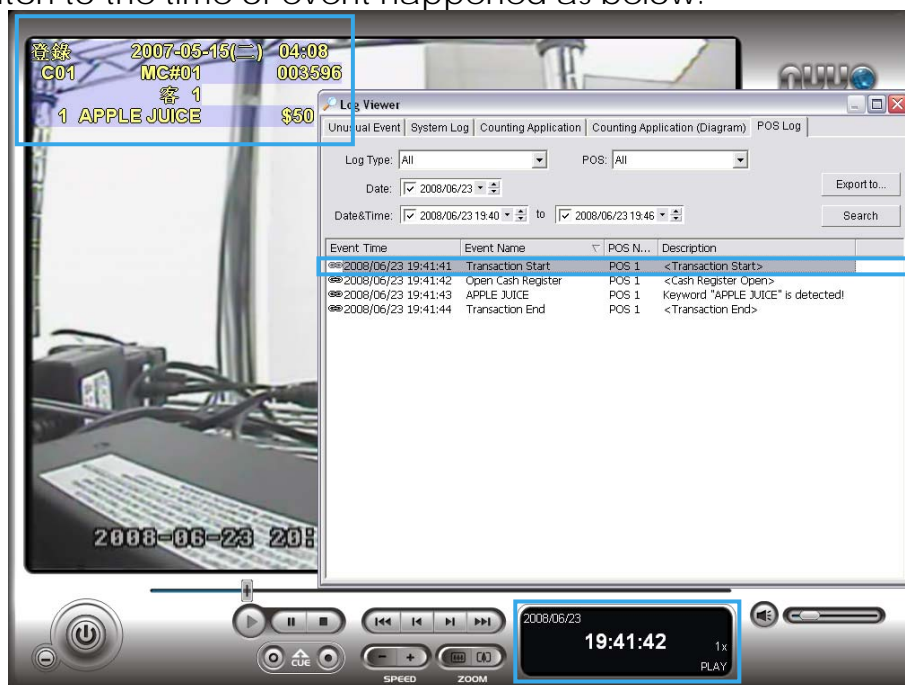 to the time of event happened as below:
登錄 2007-05-15(二) 04:08
C01 MC#01 003596
客 1
1 APPLE JUICE $50
NUUO
Log Viewer
Unusual Event System Log Counting Application Counting Application (Diagram) POS Log
Log Type: All POS: All
Date: 2008/06/23 Export to...
Date&Time: 2008/06/23 19:40 to 2008/06/23 19:46 Search
Event Time Event Name POS N... Description
2008/06/23 19:41:41 Transaction Start POS 1 <Transaction Start>
2008/06/23 19:41:42 Open Cash Register POS 1 <Cash Register Open>
2008/06/23 19:41:43 APPLE JUICE POS 1 Keyword "APPLE JUICE" is detected!
2008/06/23 19:41:44 Transaction End POS 1 <Transaction End>
2008-06-23 20:
2008/06/23
19:41:42
1x
PLAY
CUE
SPEED ZOOM